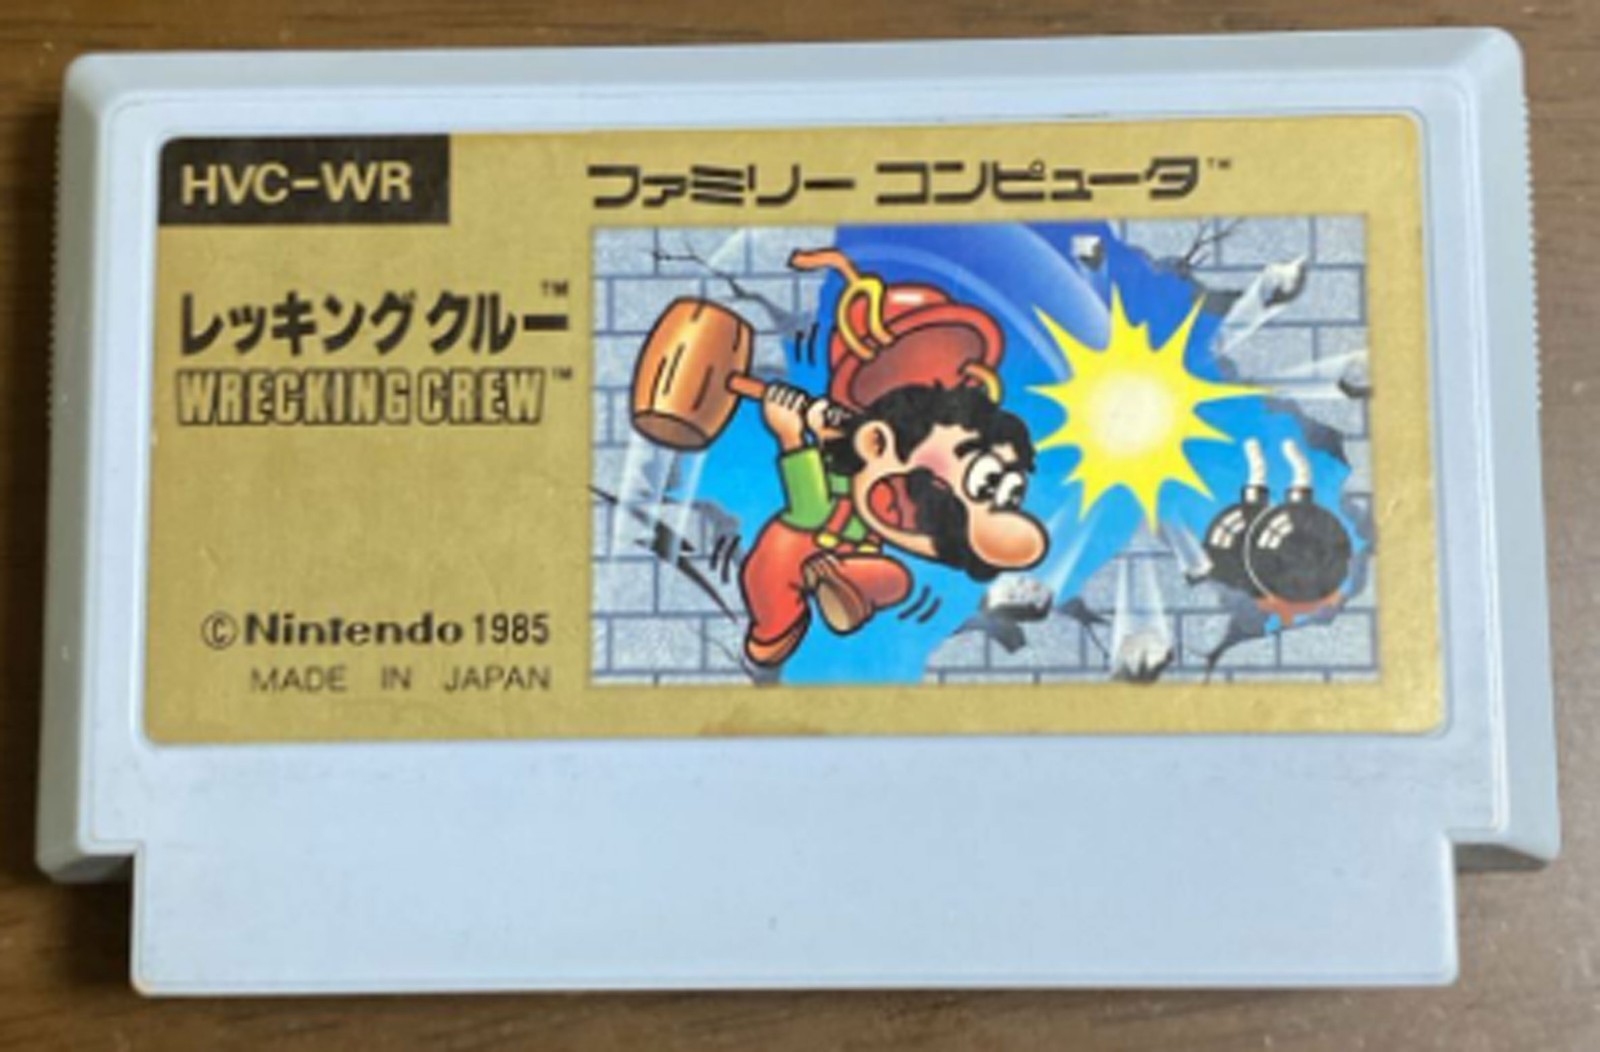 HVC-WR
ファミリー コンピュータ™
レッキングクルー™
WRECKING CREW™
©Nintendo 1985
MADE IN JAPAN